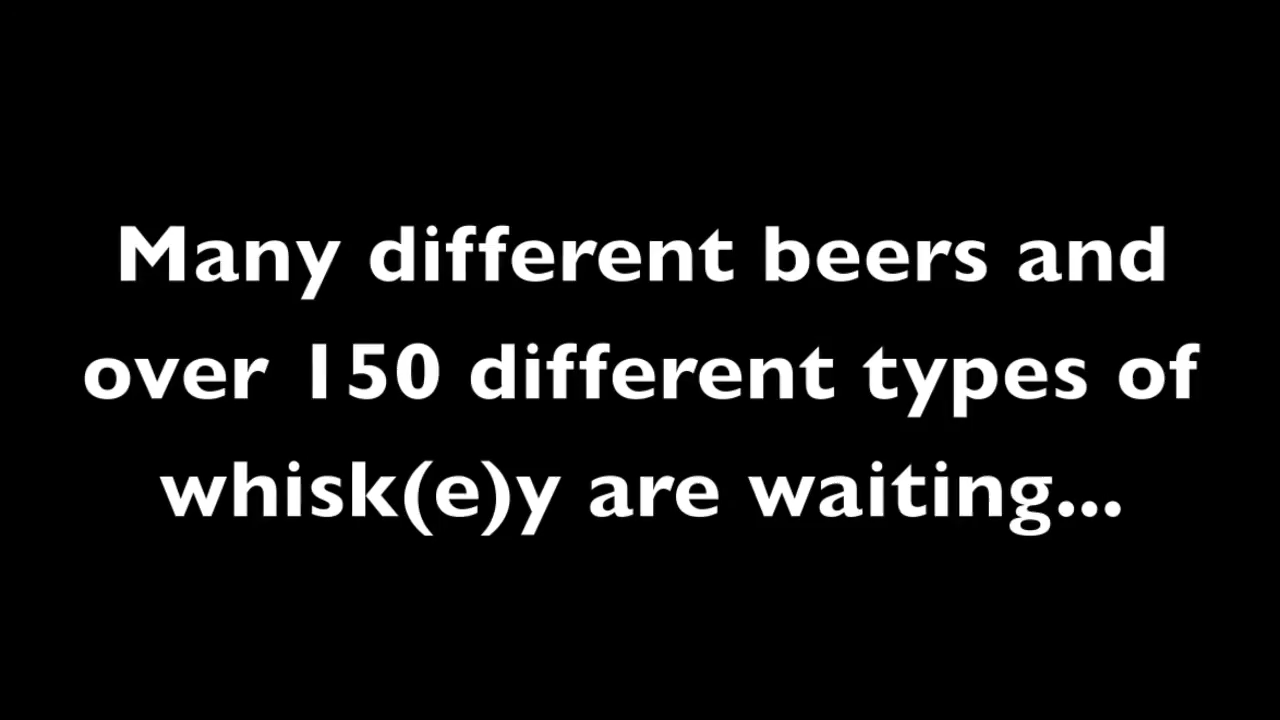 Many different beers and
over 150 different types of
whisk(e)y are waiting...